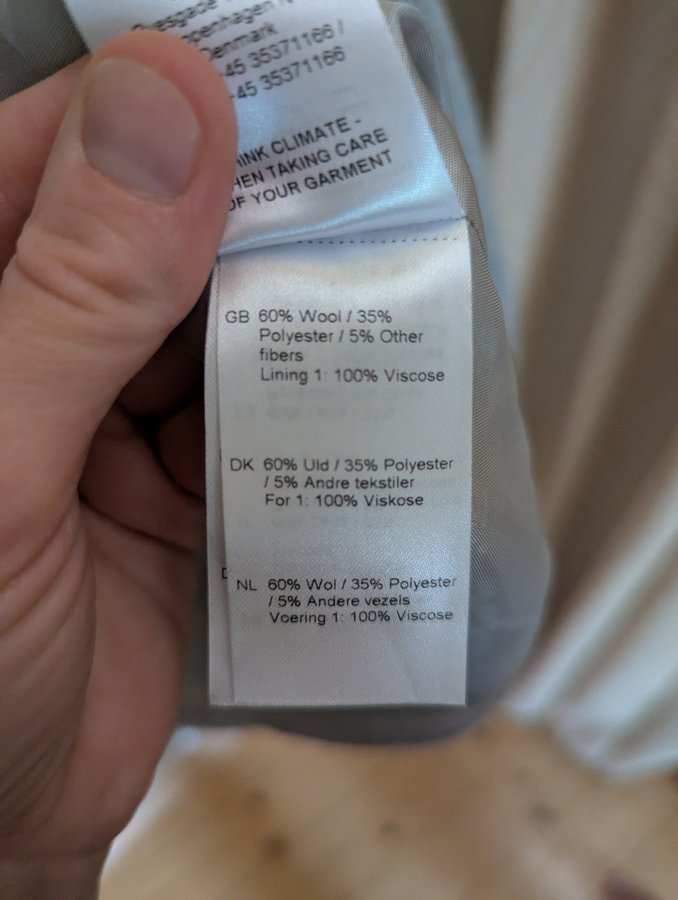 Denmark
45 35371166 /
45 35371166
INK CLIMATE -
HEN TAKING CARE
OF YOUR GARMENT
GB 60% Wool / 35%
Polyester / 5% Other
fibers
Lining 1: 100% Viscose
DK 60% Uld / 35% Polyester
/ 5% Andre tekstiler
For 1: 100% Viskose
NL 60% Wol / 35% Polyester
/ 5% Andere vezels
Voering 1: 100% Viscose